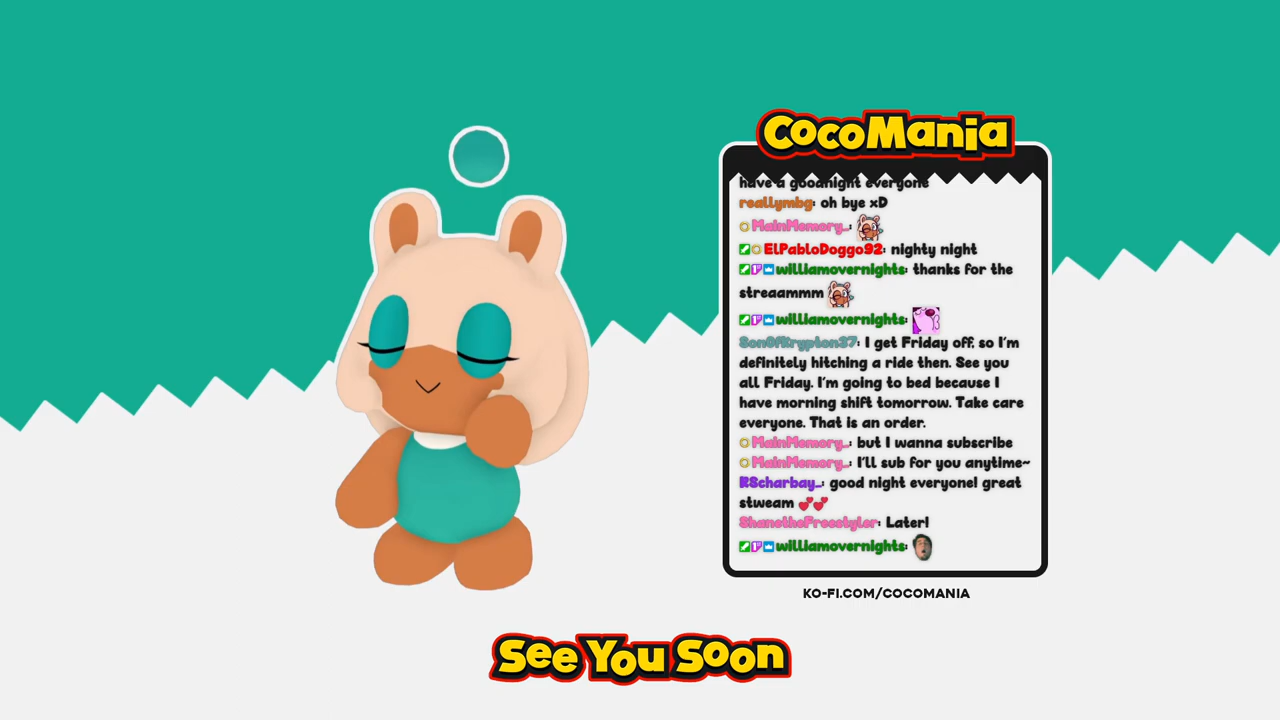 CocoMania
have a goodnight everyone
reallymbg: oh bye xD
MainMemory_:
ElPabloDoggo92: nighty night
williamovernights: thanks for the
streaammm
williamovernights:
SonOfKrypton37: I get Friday off, so I'm
definitely hitching a ride then. See you
all Friday. I'm going to bed because I
have morning shift tomorrow. Take care
everyone. That is an order.
MainMemory_: but I wanna subscribe
MainMemory_: I'll sub for you anytime~
RScharbay_: good night everyone! great
stweam 💕💕
ShanetheFreestyler: Later!
williamovernights:
KO-FI.COM/COCOMANIA
See You Soon